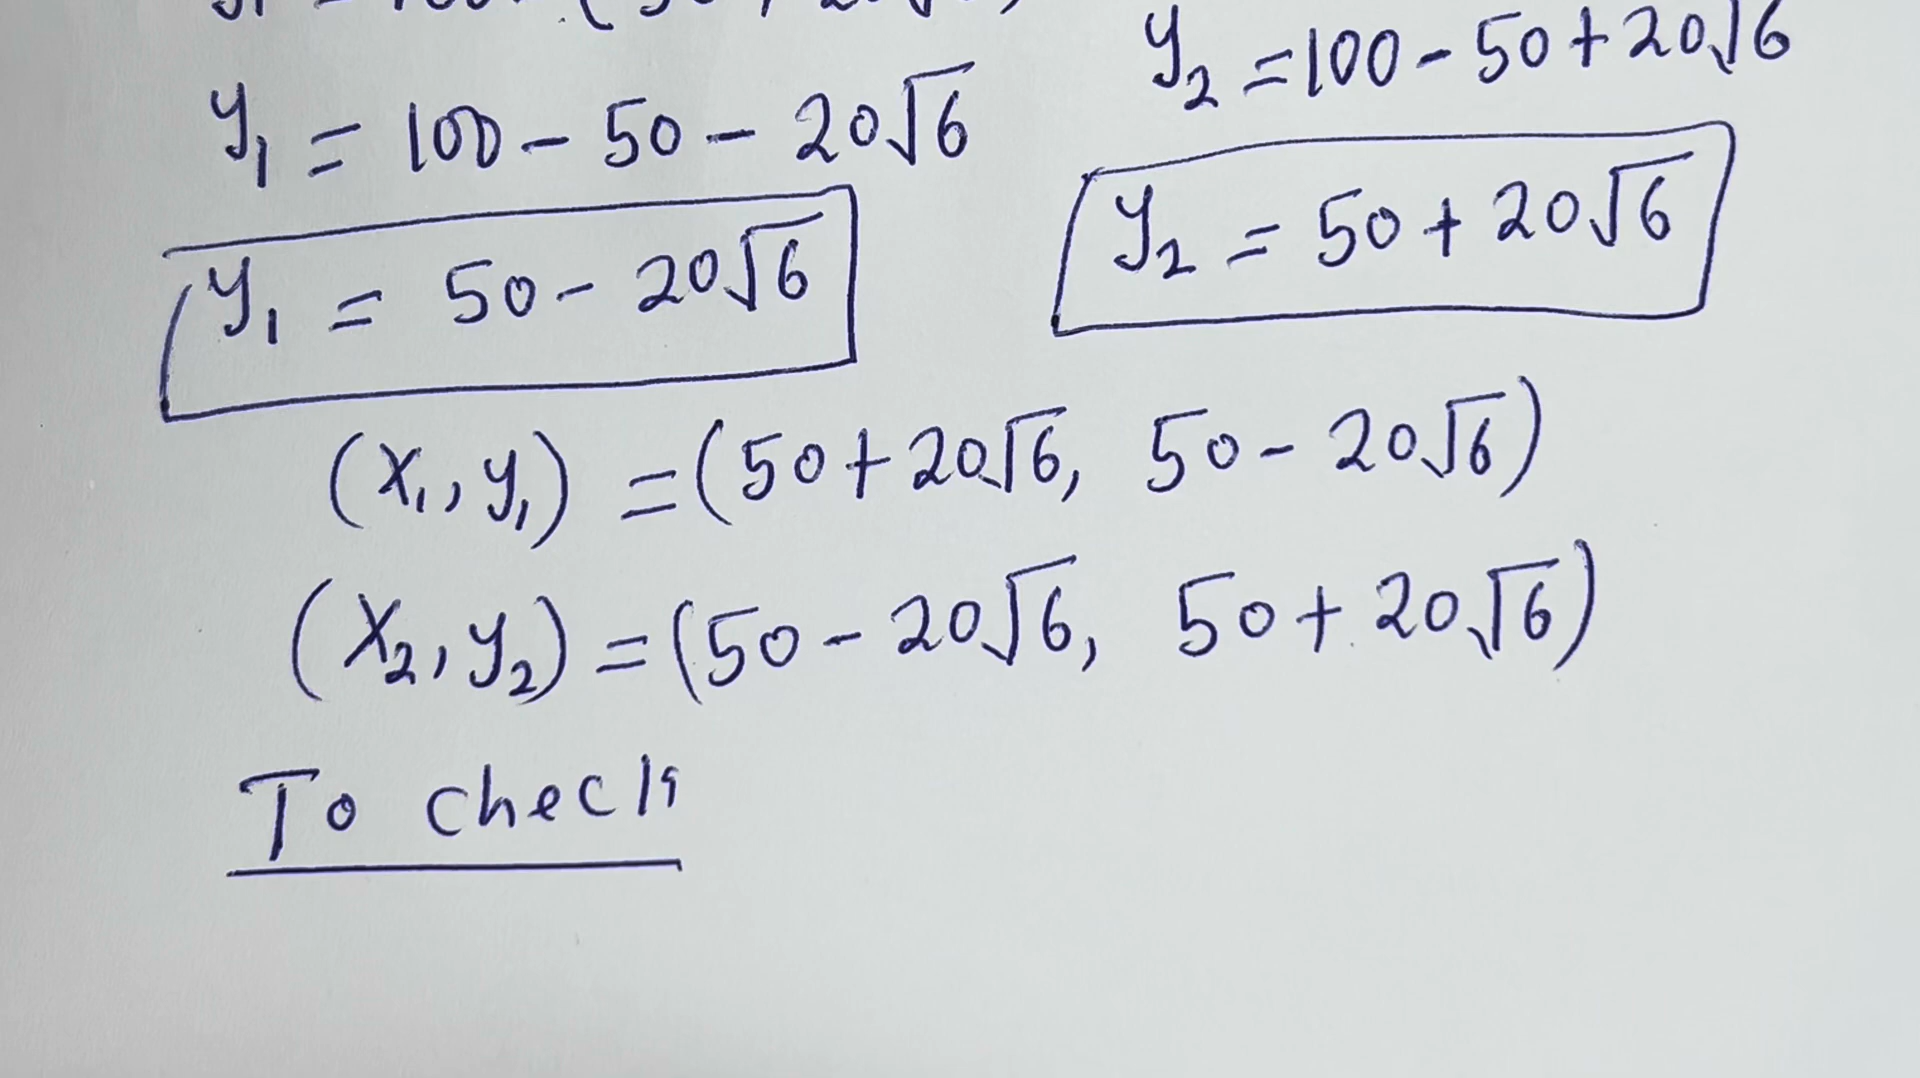 y₁ = 100 - 50 - 20√6
y₁ = 50 - 20√6
y₂ = 100 - 50 + 20√6
y₂ = 50 + 20√6
(x₁, y₁) = (50 + 20√6, 50 - 20√6)
(x₂, y₂) = (50 - 20√6, 50 + 20√6)
To check